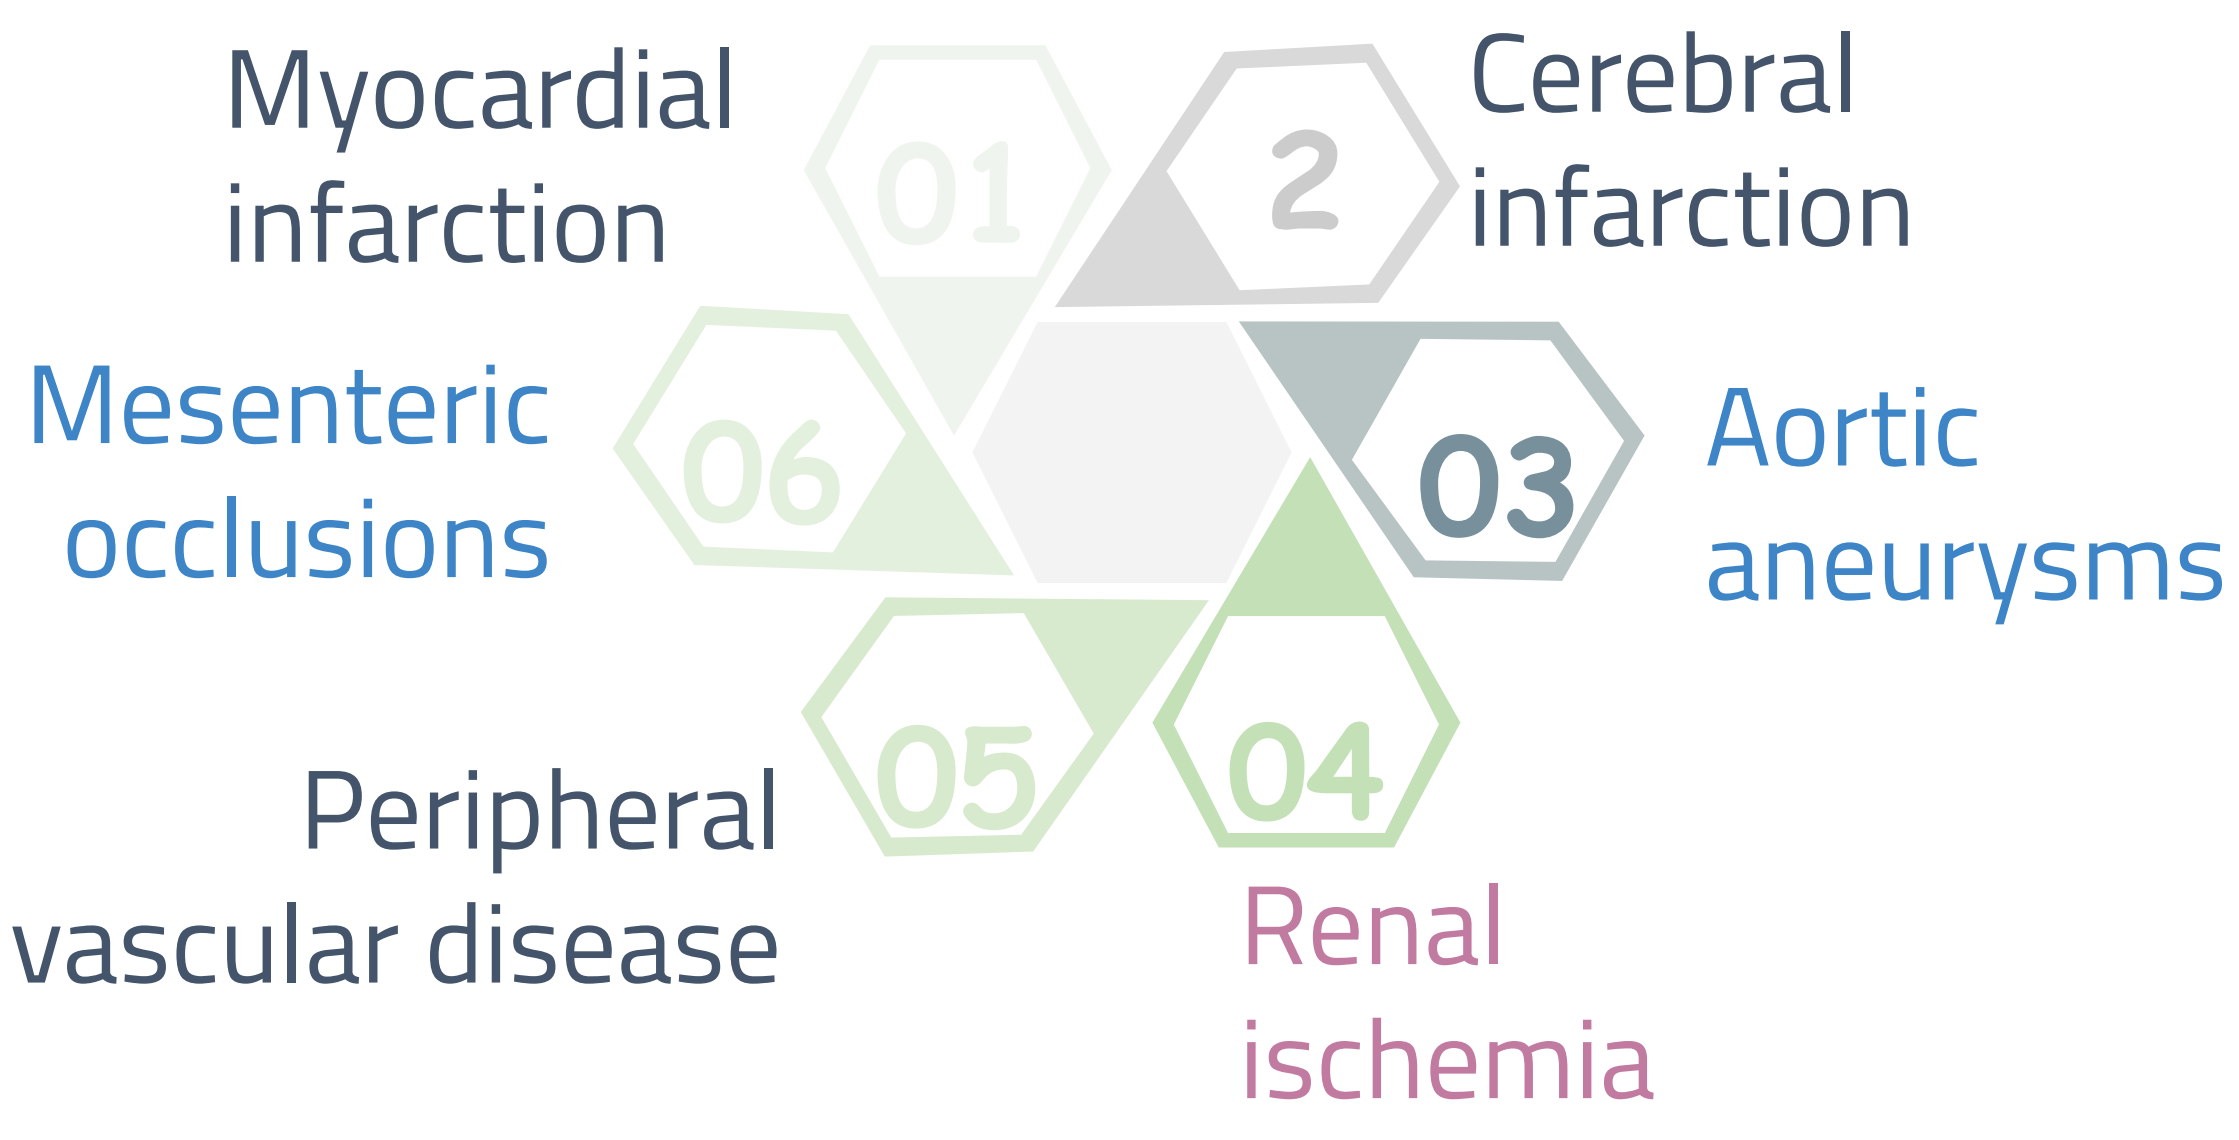 Myocardial
infarction
01
2
Cerebral
infarction
03
Aortic
aneurysms
04
Renal
ischemia
05
Peripheral
vascular disease
06
Mesenteric
occlusions